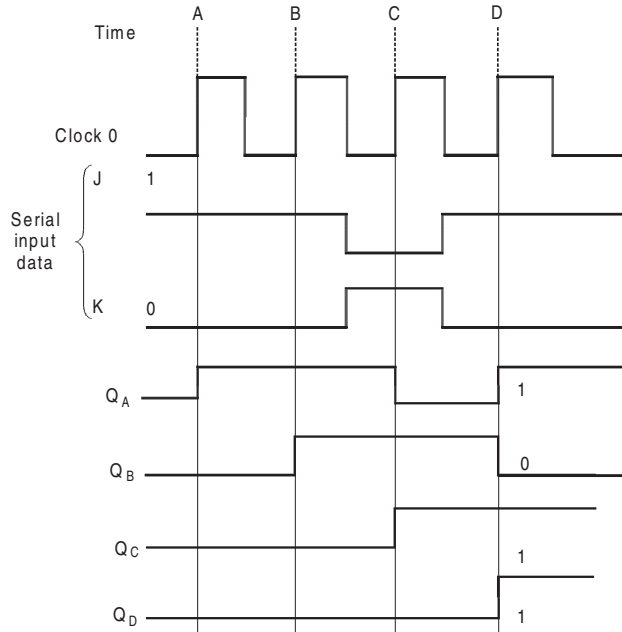 A B C D
Time
Clock 0
J 1
Serial
input
data
K 0
Q A 1
Q B 0
Q C 1
Q D 1